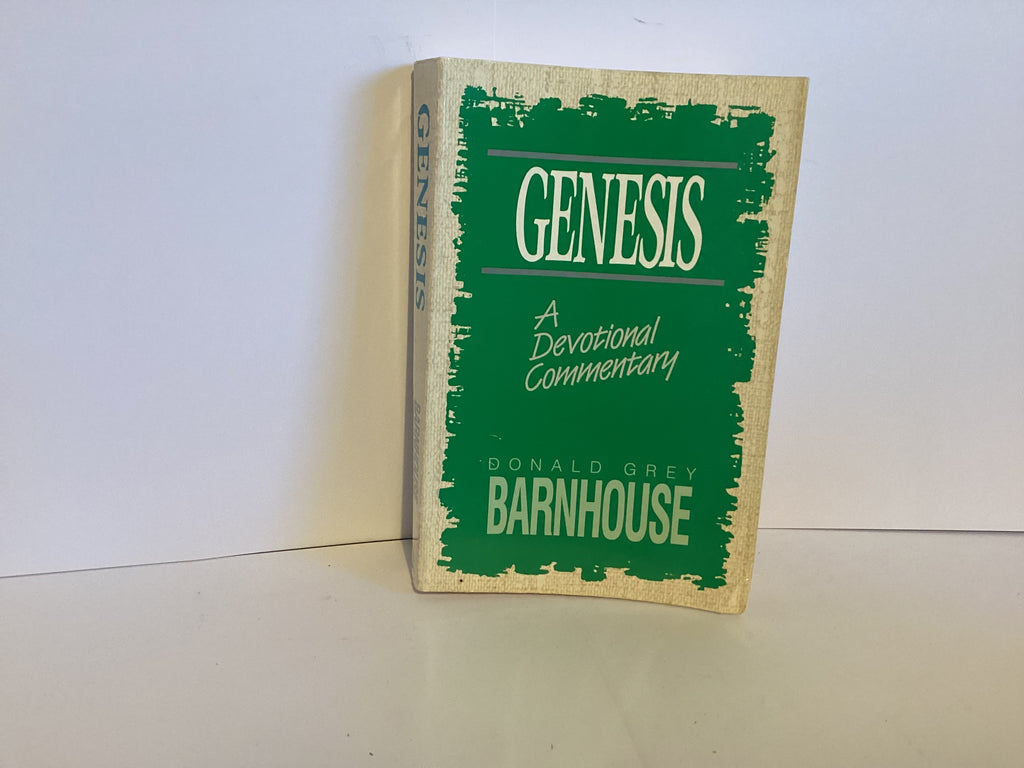 GENESIS
GENESIS
A
Devotional
Commentary
DONALD GREY
BARNHOUSE